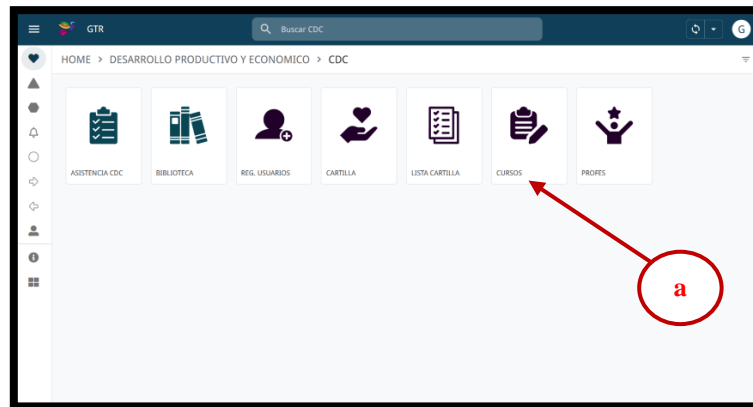 GTR
Buscar CDC
G
HOME > DESARROLLO PRODUCTIVO Y ECONOMICO > CDC
ASISTENCIA CDC
BIBLIOTECA
REG. USUARIOS
CARTILLA
LISTA CARTILLA
CURSOS
PROFES
a